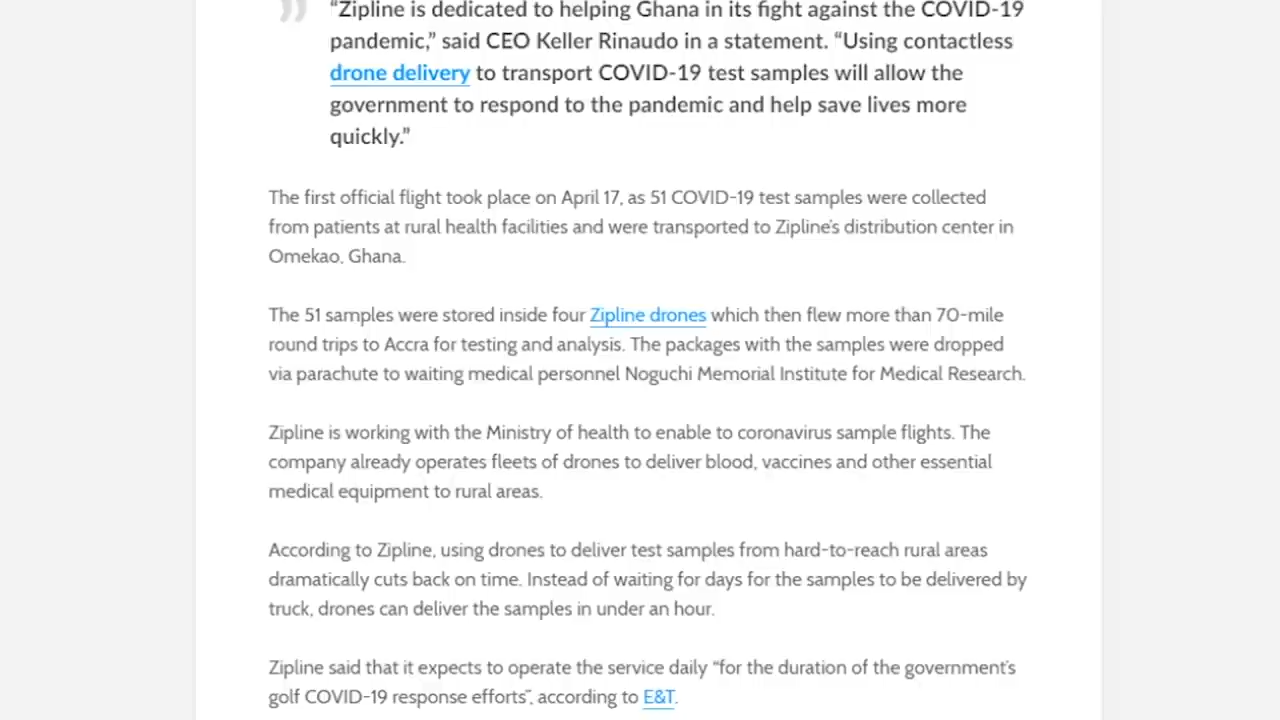 “Zipline is dedicated to helping Ghana in its fight against the COVID-19
pandemic,” said CEO Keller Rinaudo in a statement. “Using contactless
drone delivery to transport COVID-19 test samples will allow the
government to respond to the pandemic and help save lives more
quickly.”
The first official flight took place on April 17, as 51 COVID-19 test samples were collected
from patients at rural health facilities and were transported to Zipline’s distribution center in
Omekao, Ghana.
The 51 samples were stored inside four Zipline drones which then flew more than 70-mile
round trips to Accra for testing and analysis. The packages with the samples were dropped
via parachute to waiting medical personnel Noguchi Memorial Institute for Medical Research.
Zipline is working with the Ministry of health to enable to coronavirus sample flights. The
company already operates fleets of drones to deliver blood, vaccines and other essential
medical equipment to rural areas.
According to Zipline, using drones to deliver test samples from hard-to-reach rural areas
dramatically cuts back on time. Instead of waiting for days for the samples to be delivered by
truck, drones can deliver the samples in under an hour.
Zipline said that it expects to operate the service daily “for the duration of the government’s
golf COVID-19 response efforts”, according to E&T.